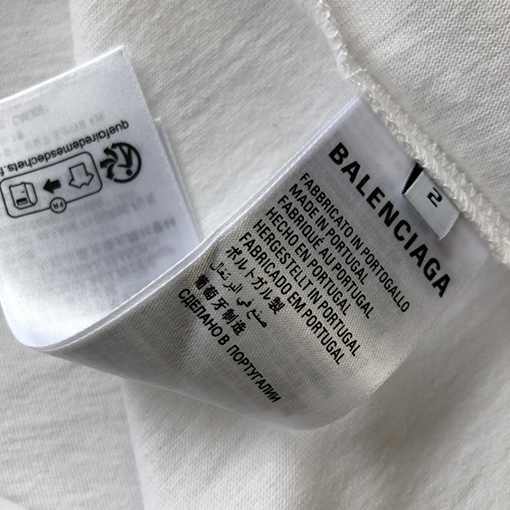 BALENCIAGA
FABBRICATO IN PORTOGALLO
MADE IN PORTUGAL
FABRIQUÉ AU PORTUGAL
HECHO EN PORTUGAL
HERGESTELLT IN PORTUGAL
FABRICADO EM PORTUGAL
ポルトガル製
صنع في البرتغال
葡萄牙制造
СДЕЛАНО В ПОРТУГАЛИИ
2
quefairedemesdechets.f
FR